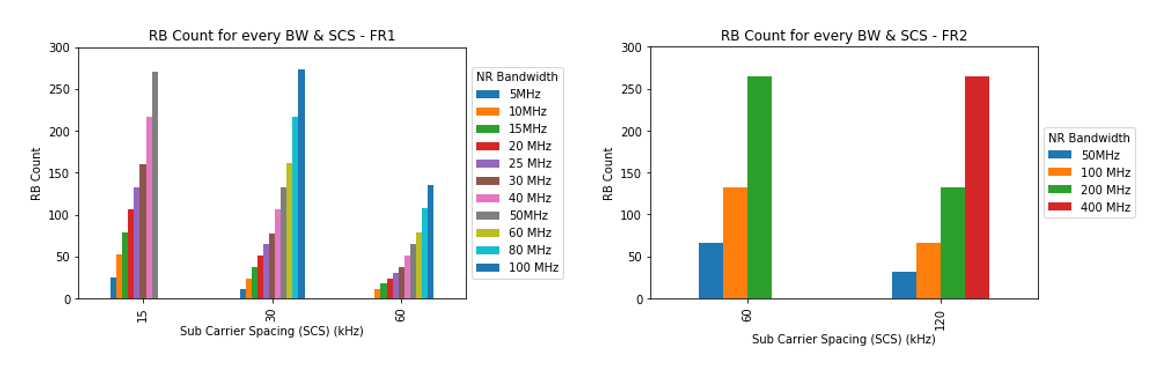 RB Count for every BW & SCS - FR1
300
250
200
150
100
50
0
RB Count
15
30
60
Sub Carrier Spacing (SCS) (kHz)
NR Bandwidth
5MHz
10MHz
15MHz
20 MHz
25 MHz
30 MHz
40 MHz
50MHz
60 MHz
80 MHz
100 MHz
RB Count for every BW & SCS - FR2
300
250
200
150
100
50
0
RB Count
60
120
Sub Carrier Spacing (SCS) (kHz)
NR Bandwidth
50MHz
100 MHz
200 MHz
400 MHz